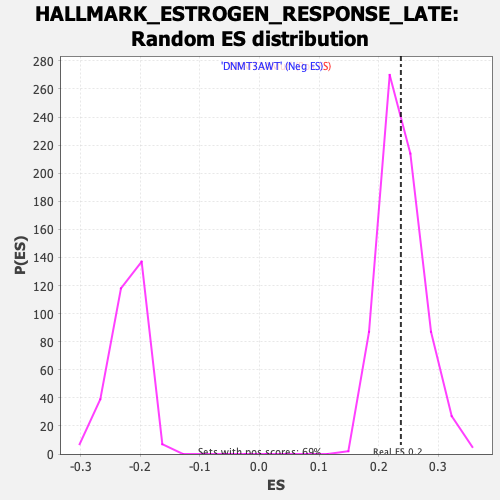 HALLMARK_ESTROGEN_RESPONSE_LATE:
Random ES distribution
'DNMT3AWT' (Neg ES)S)
280
260
240
220
200
180
160
140
120
100
80
60
40
20
0
P(ES)
Sets with pos scores: 69%
Real ES 0.2
-0.3 -0.2 -0.1 0.0 0.1 0.2 0.3
ES